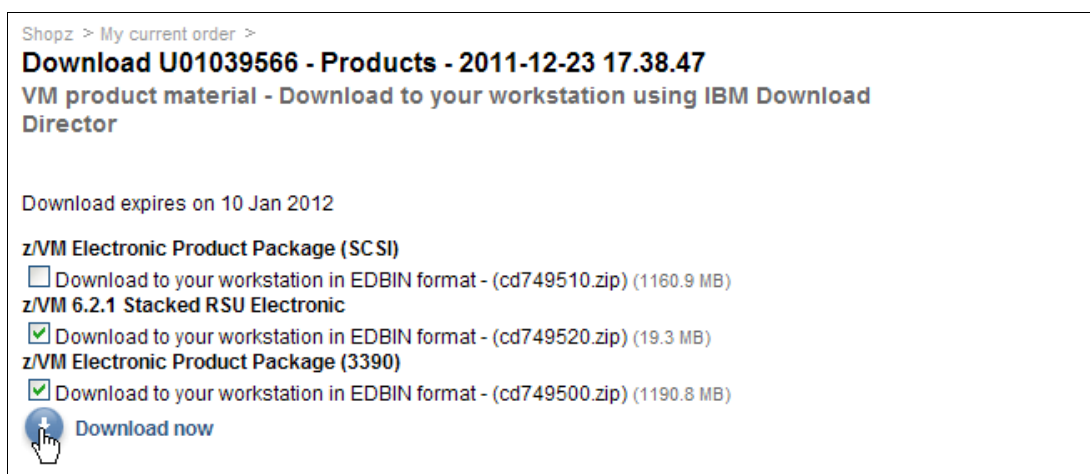 Shopz > My current order >
Download U01039566 - Products - 2011-12-23 17.38.47
VM product material - Download to your workstation using IBM Download
Director
Download expires on 10 Jan 2012
z/VM Electronic Product Package (SCSI)
Download to your workstation in EDBIN format - (cd749510.zip) (1160.9 MB)
z/VM 6.2.1 Stacked RSU Electronic
Download to your workstation in EDBIN format - (cd749520.zip) (19.3 MB)
z/VM Electronic Product Package (3390)
Download to your workstation in EDBIN format - (cd749500.zip) (1190.8 MB)
Download now